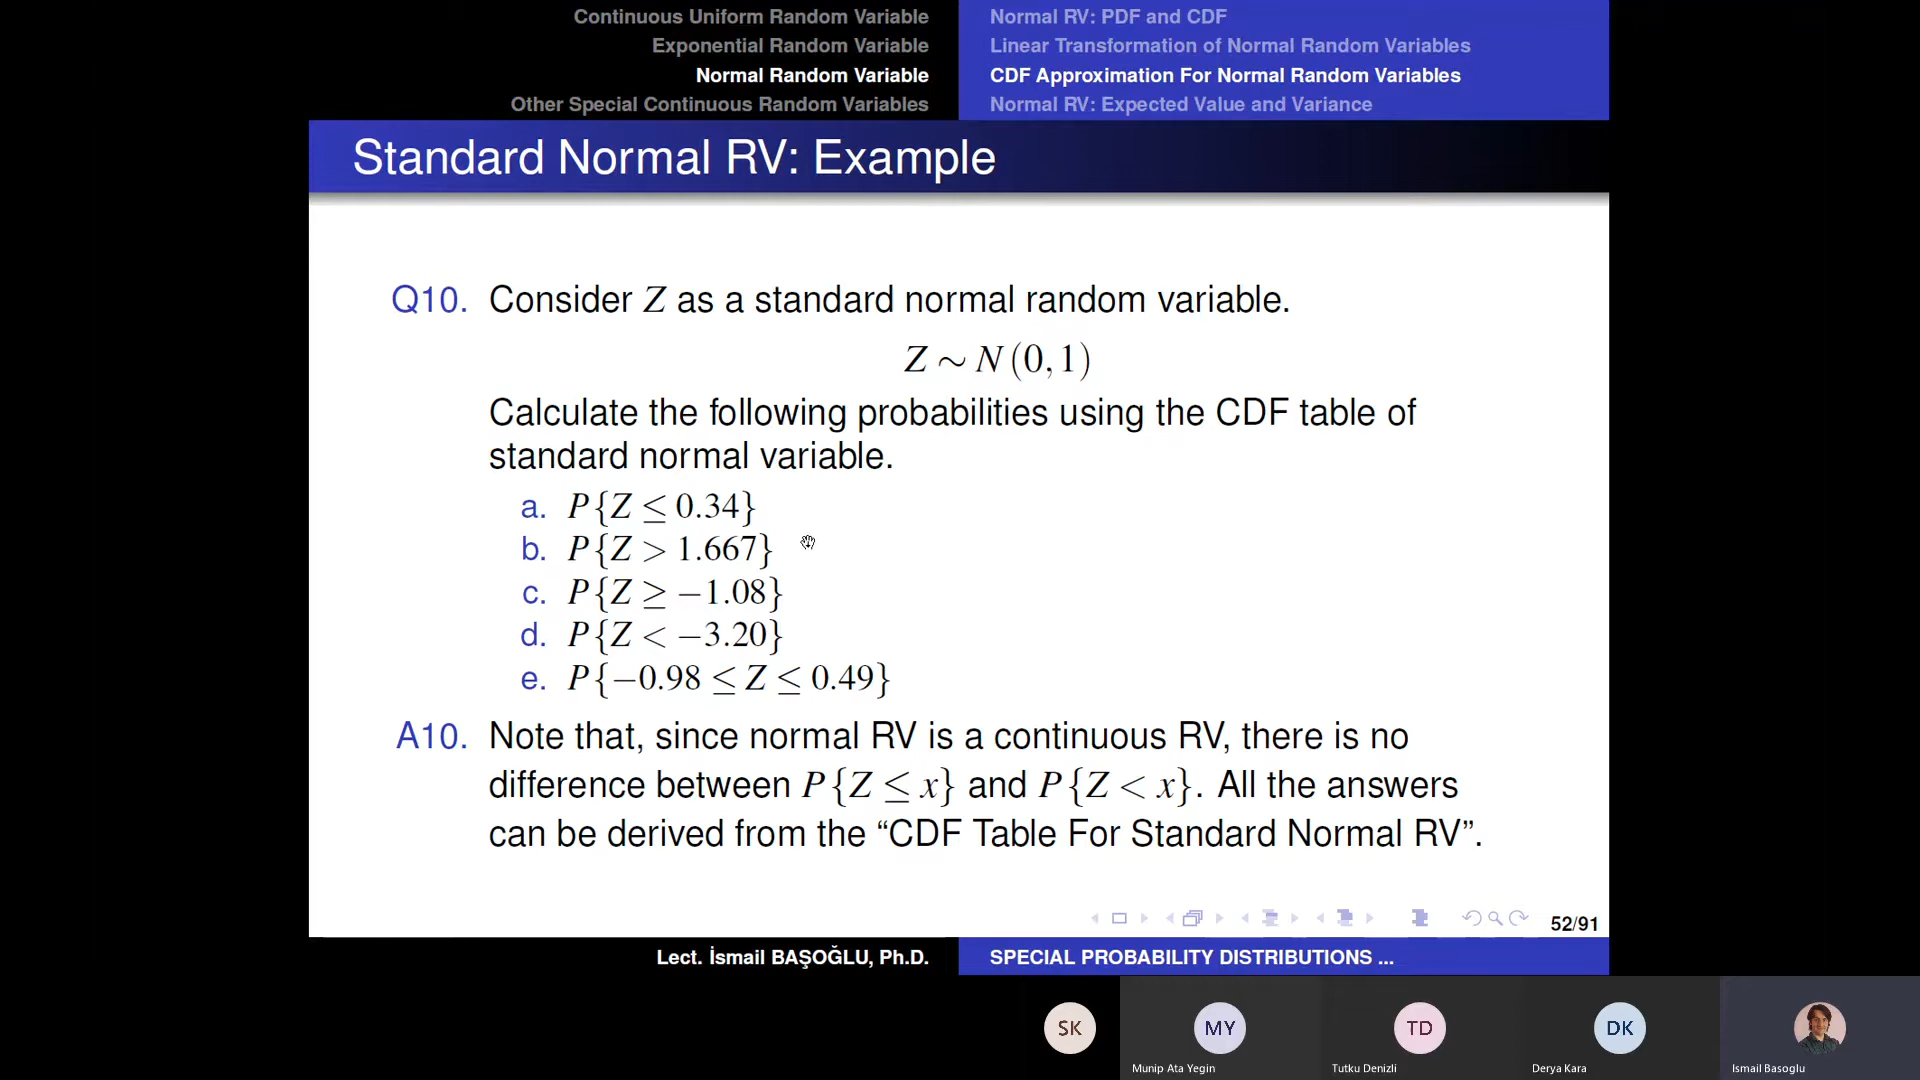 Continuous Uniform Random Variable
Exponential Random Variable
Normal Random Variable
Other Special Continuous Random Variables
Normal RV: PDF and CDF
Linear Transformation of Normal Random Variables
CDF Approximation For Normal Random Variables
Normal RV: Expected Value and Variance
Standard Normal RV: Example
Q10. Consider Z as a standard normal random variable.
Z ∼ N (0, 1)
Calculate the following probabilities using the CDF table of
standard normal variable.
a. P{Z ≤ 0.34}
b. P{Z > 1.667}
c. P{Z ≥ −1.08}
d. P{Z < −3.20}
e. P{−0.98 ≤ Z ≤ 0.49}
A10. Note that, since normal RV is a continuous RV, there is no
difference between P{Z ≤ x} and P{Z < x}. All the answers
can be derived from the “CDF Table For Standard Normal RV”.
52/91
Lect. İsmail BAŞOĞLU, Ph.D.
SPECIAL PROBABILITY DISTRIBUTIONS ...
SK
MY
TD
DK
Munip Ata Yegin
Tutku Denizli
Derya Kara
Ismail Basoglu